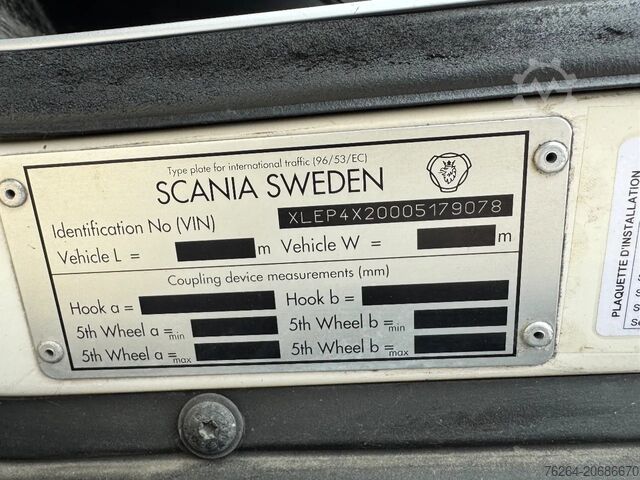 Type plate for international traffic (96/53/EC)
SCANIA SWEDEN
Identification No (VIN) XLEP4X20005179078
Vehicle L = m Vehicle W = m
Coupling device measurements (mm)
Hook a = Hook b =
5th Wheel a =min 5th Wheel b =min
5th Wheel a =max 5th Wheel b =max
PLAQUETTE D'INSTALLATION
76264-20686670